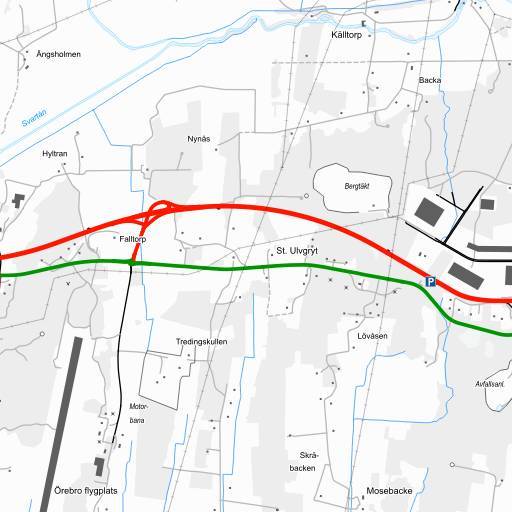 Källtorp
Ängsholmen
Backa
Svartån
Nynäs
Hyltran
Bergtäkt
Falltorp
St. Ulvgryt
P
Tredingskullen
Lövåsen
Avfallsanl.
Motor-
bana
Skrå-
backen
Örebro flygplats
Mosebacke